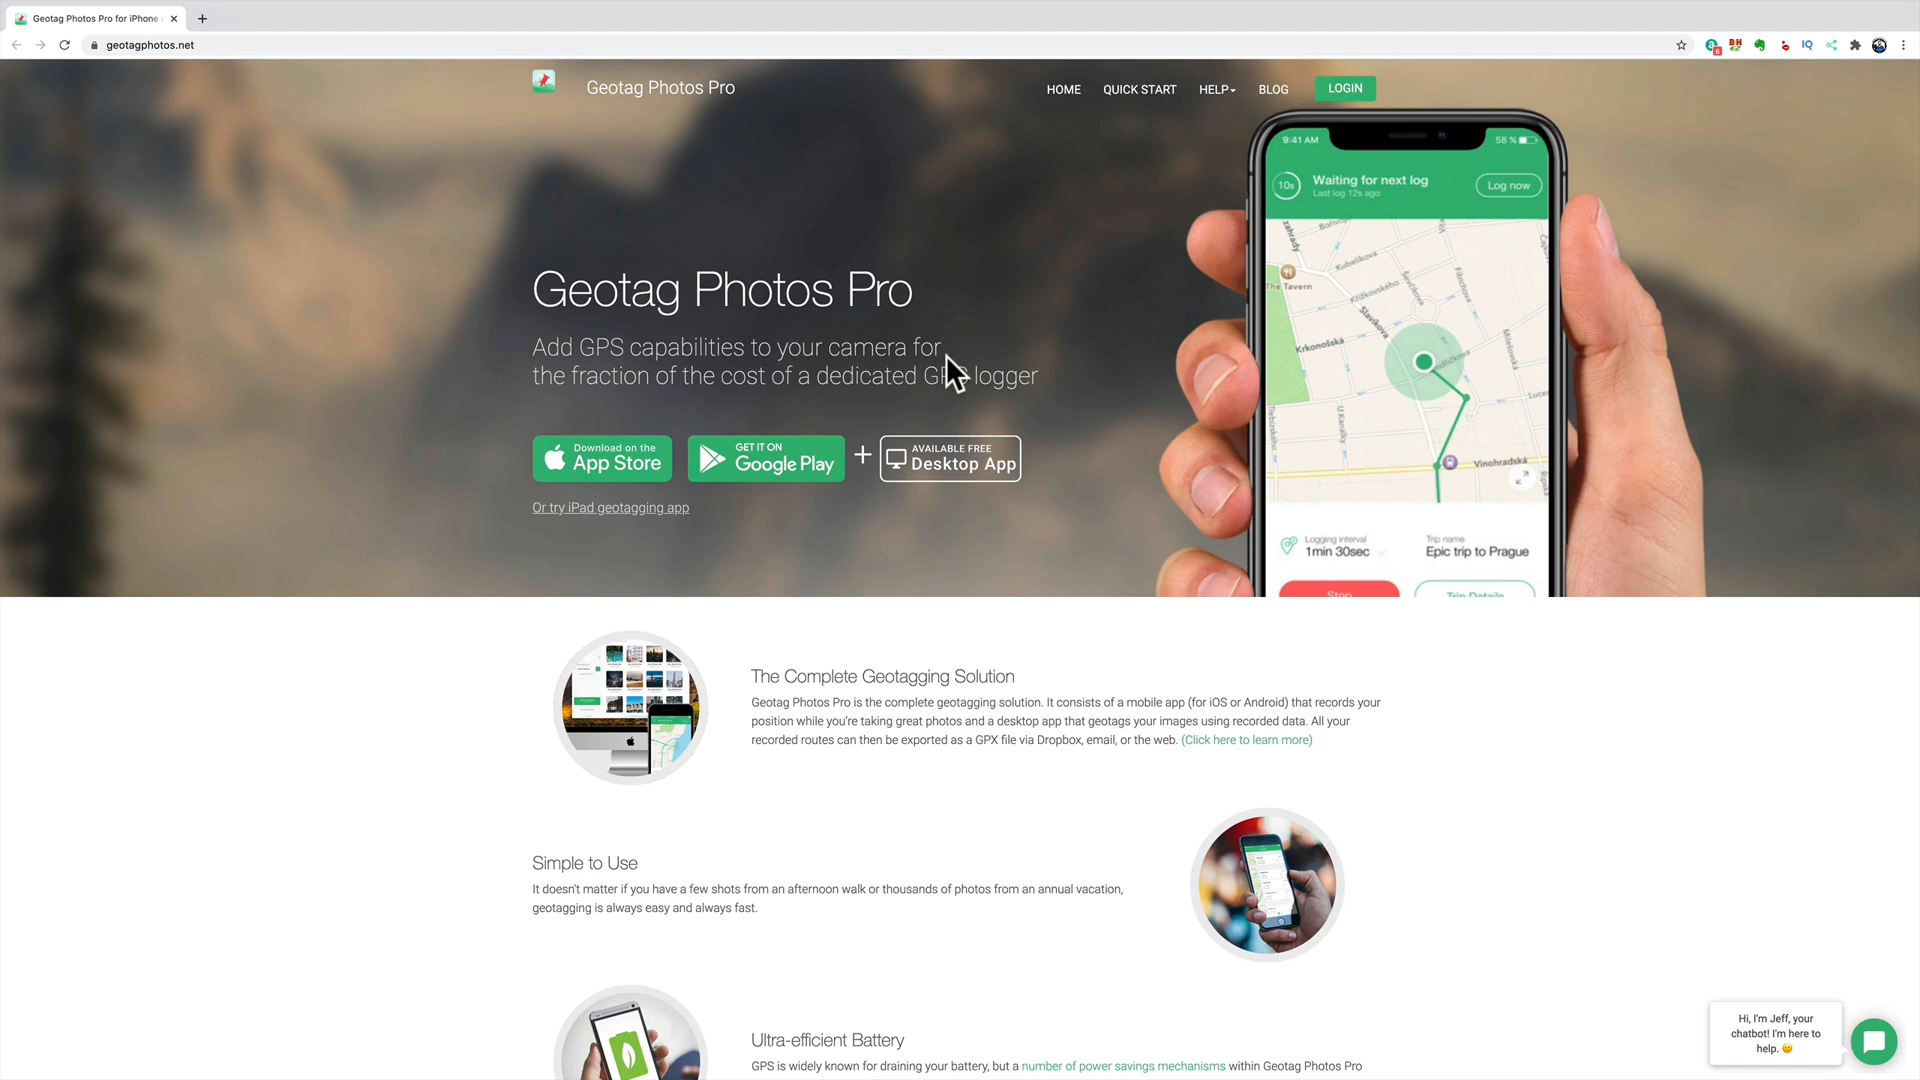 Geotag Photos Pro for iPhone
geotagphotos.net
Geotag Photos Pro
HOME
QUICK START
HELP
BLOG
LOGIN
9:41 AM
58 %
10s
Waiting for next log
Last log 12s ago
Log now
Kubelíkova
The Tavern
Křížkovského
Slavíkova
Krkonošská
Vinohradská
Logging interval
1min 30sec
Trip name
Epic trip to Prague
Stop
Trip Details
Geotag Photos Pro
Add GPS capabilities to your camera for
the fraction of the cost of a dedicated logger
Download on the
App Store
GET IT ON
Google Play
+
AVAILABLE FREE
Desktop App
Or try iPad geotagging app
The Complete Geotagging Solution
Geotag Photos Pro is the complete geotagging solution. It consists of a mobile app (for iOS or Android) that records your
position while you're taking great photos and a desktop app that geotags your images using recorded data. All your
recorded routes can then be exported as a GPX file via Dropbox, email, or the web. (Click here to learn more)
Simple to Use
It doesn't matter if you have a few shots from an afternoon walk or thousands of photos from an annual vacation,
geotagging is always easy and always fast.
Ultra-efficient Battery
GPS is widely known for draining your battery, but a number of power savings mechanisms within Geotag Photos Pro
Hi, I'm Jeff, your
chatbot! I'm here to
help. 🙂